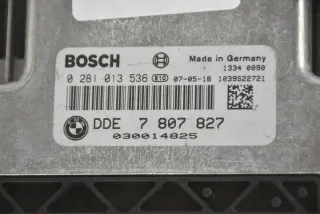 BOSCH
Made in Germany
1334 0090
0 281 013 536 610 07-05-18 1039S22721
DDE 7 807 827
030014825